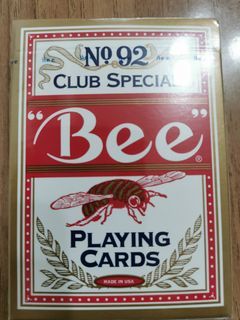 No. 92
CLUB SPECIAL
"Bee"®
PLAYING
CARDS
MADE IN USA